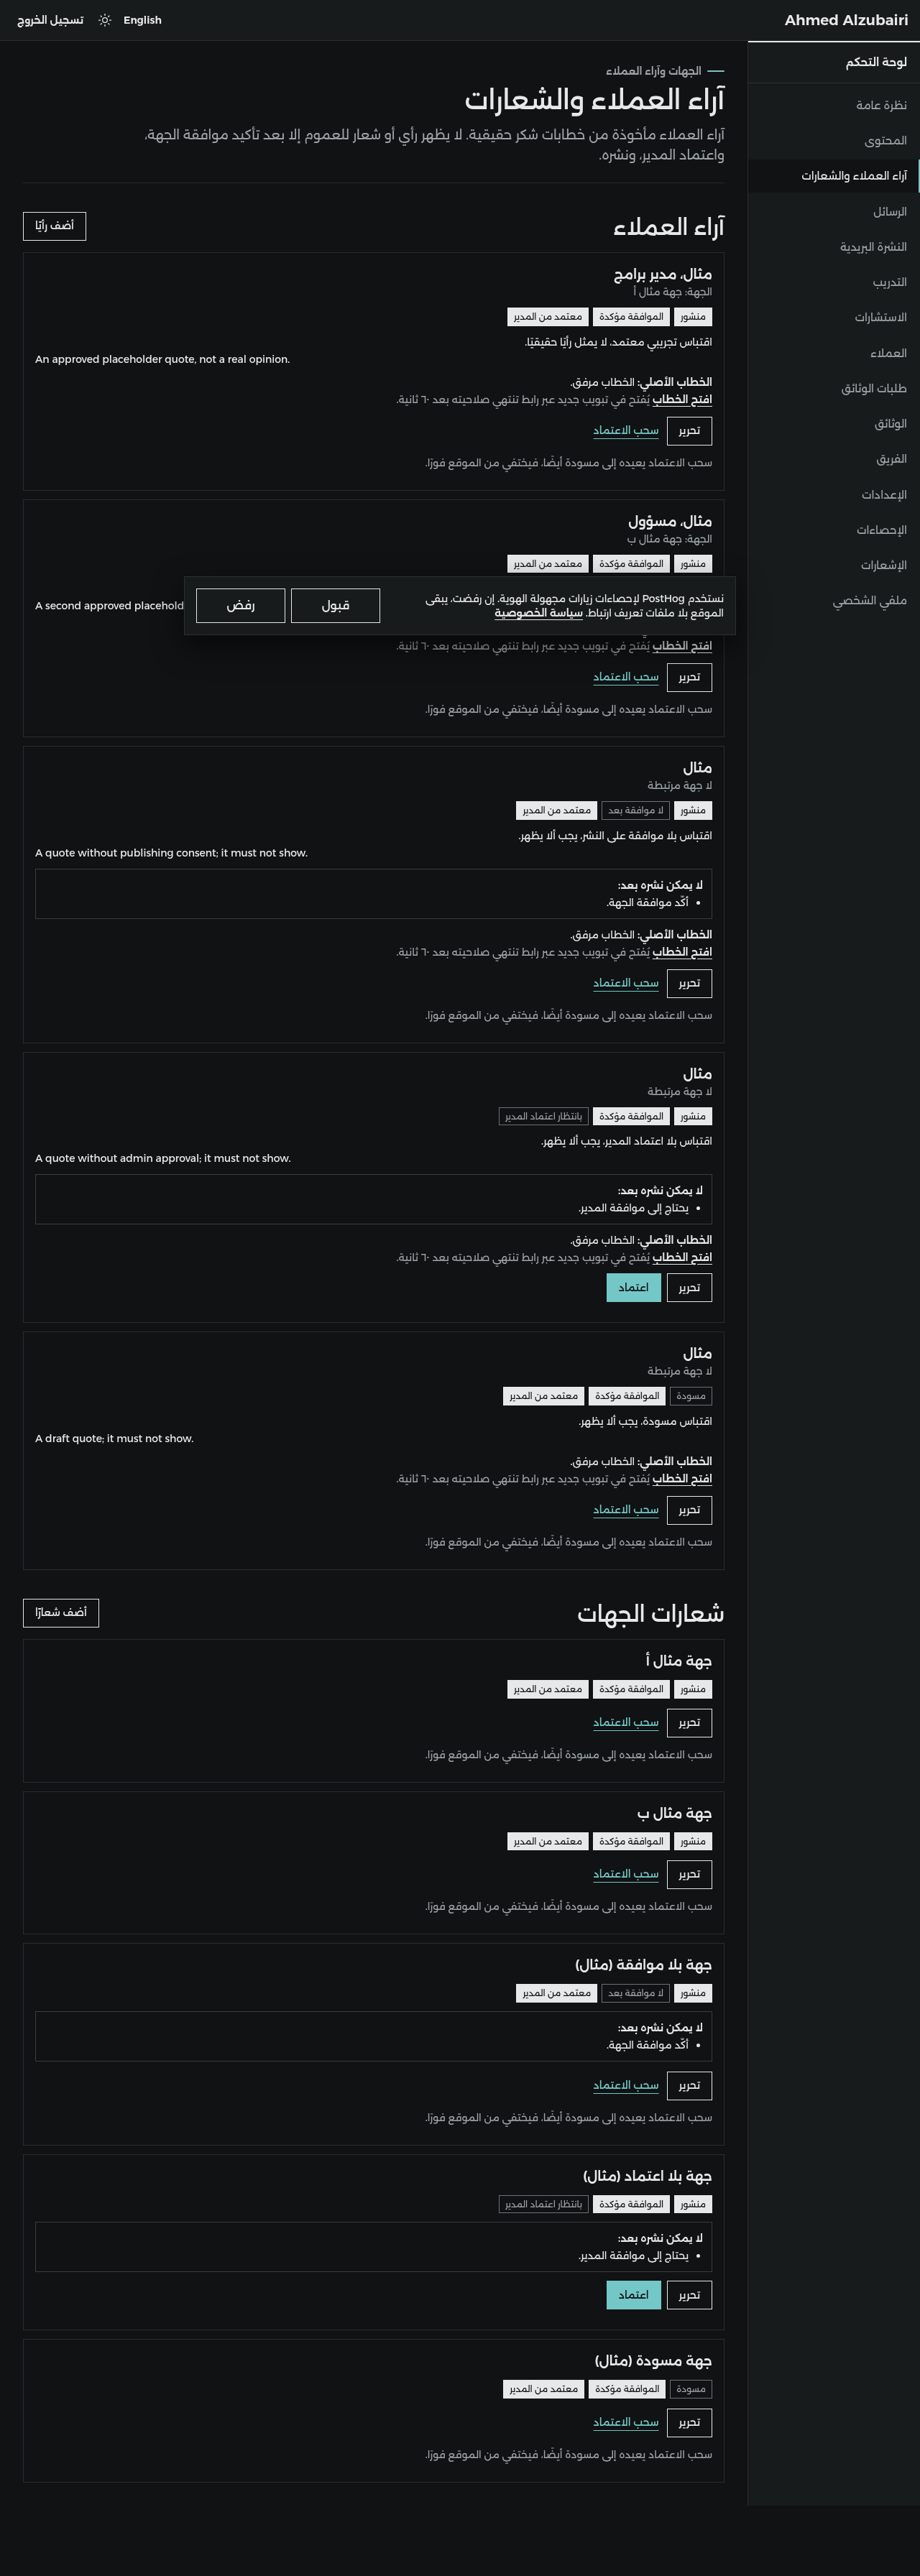 Ahmed Alzubairi
English
تسجيل الخروج
لوحة التحكم
نظرة عامة
المحتوى
آراء العملاء والشعارات
الرسائل
النشرة البريدية
التدريب
الاستشارات
العملاء
طلبات الوثائق
الوثائق
الفريق
الإعدادات
الإحصاءات
الإشعارات
ملفي الشخصي
الجهات وآراء العملاء
آراء العملاء والشعارات
آراء العملاء مأخوذة من خطابات شكر حقيقية. لا يظهر رأي أو شعار للعموم إلا بعد تأكيد موافقة الجهة،
واعتماد المدير، ونشره.
آراء العملاء
أضف رأيًا
مثال، مدير برامج
الجهة: جهة مثال أ
منشور
الموافقة مؤكدة
معتمد من المدير
اقتباس تجريبي معتمد، لا يمثل رأيًا حقيقيًا.
An approved placeholder quote, not a real opinion.
الخطاب الأصلي: الخطاب مرفق.
افتح الخطاب يُفتح في تبويب جديد عبر رابط تنتهي صلاحيته بعد ٦٠ ثانية.
تحرير
سحب الاعتماد
سحب الاعتماد يعيده إلى مسودة أيضًا، فيختفي من الموقع فورًا.
مثال، مسؤول
الجهة: جهة مثال ب
منشور
الموافقة مؤكدة
معتمد من المدير
A second approved placehold
نستخدم PostHog لإحصاءات زيارات مجهولة الهوية. إن رفضت، يبقى
الموقع بلا ملفات تعريف ارتباط. سياسة الخصوصية
قبول
رفض
افتح الخطاب يُفتح في تبويب جديد عبر رابط تنتهي صلاحيته بعد ٦٠ ثانية.
تحرير
سحب الاعتماد
سحب الاعتماد يعيده إلى مسودة أيضًا، فيختفي من الموقع فورًا.
مثال
لا جهة مرتبطة
منشور
لا موافقة بعد
معتمد من المدير
اقتباس بلا موافقة على النشر، يجب ألا يظهر.
A quote without publishing consent; it must not show.
لا يمكن نشره بعد:
• أكّد موافقة الجهة.
الخطاب الأصلي: الخطاب مرفق.
افتح الخطاب يُفتح في تبويب جديد عبر رابط تنتهي صلاحيته بعد ٦٠ ثانية.
تحرير
سحب الاعتماد
سحب الاعتماد يعيده إلى مسودة أيضًا، فيختفي من الموقع فورًا.
مثال
لا جهة مرتبطة
منشور
الموافقة مؤكدة
بانتظار اعتماد المدير
اقتباس بلا اعتماد المدير، يجب ألا يظهر.
A quote without admin approval; it must not show.
لا يمكن نشره بعد:
• يحتاج إلى موافقة المدير.
الخطاب الأصلي: الخطاب مرفق.
افتح الخطاب يُفتح في تبويب جديد عبر رابط تنتهي صلاحيته بعد ٦٠ ثانية.
تحرير
اعتماد
مثال
لا جهة مرتبطة
مسودة
الموافقة مؤكدة
معتمد من المدير
اقتباس مسودة، يجب ألا يظهر.
A draft quote; it must not show.
الخطاب الأصلي: الخطاب مرفق.
افتح الخطاب يُفتح في تبويب جديد عبر رابط تنتهي صلاحيته بعد ٦٠ ثانية.
تحرير
سحب الاعتماد
سحب الاعتماد يعيده إلى مسودة أيضًا، فيختفي من الموقع فورًا.
شعارات الجهات
أضف شعارًا
جهة مثال أ
منشور
الموافقة مؤكدة
معتمد من المدير
تحرير
سحب الاعتماد
سحب الاعتماد يعيده إلى مسودة أيضًا، فيختفي من الموقع فورًا.
جهة مثال ب
منشور
الموافقة مؤكدة
معتمد من المدير
تحرير
سحب الاعتماد
سحب الاعتماد يعيده إلى مسودة أيضًا، فيختفي من الموقع فورًا.
جهة بلا موافقة (مثال)
منشور
لا موافقة بعد
معتمد من المدير
لا يمكن نشره بعد:
• أكّد موافقة الجهة.
تحرير
سحب الاعتماد
سحب الاعتماد يعيده إلى مسودة أيضًا، فيختفي من الموقع فورًا.
جهة بلا اعتماد (مثال)
منشور
الموافقة مؤكدة
بانتظار اعتماد المدير
لا يمكن نشره بعد:
• يحتاج إلى موافقة المدير.
تحرير
اعتماد
جهة مسودة (مثال)
مسودة
الموافقة مؤكدة
معتمد من المدير
تحرير
سحب الاعتماد
سحب الاعتماد يعيده إلى مسودة أيضًا، فيختفي من الموقع فورًا.